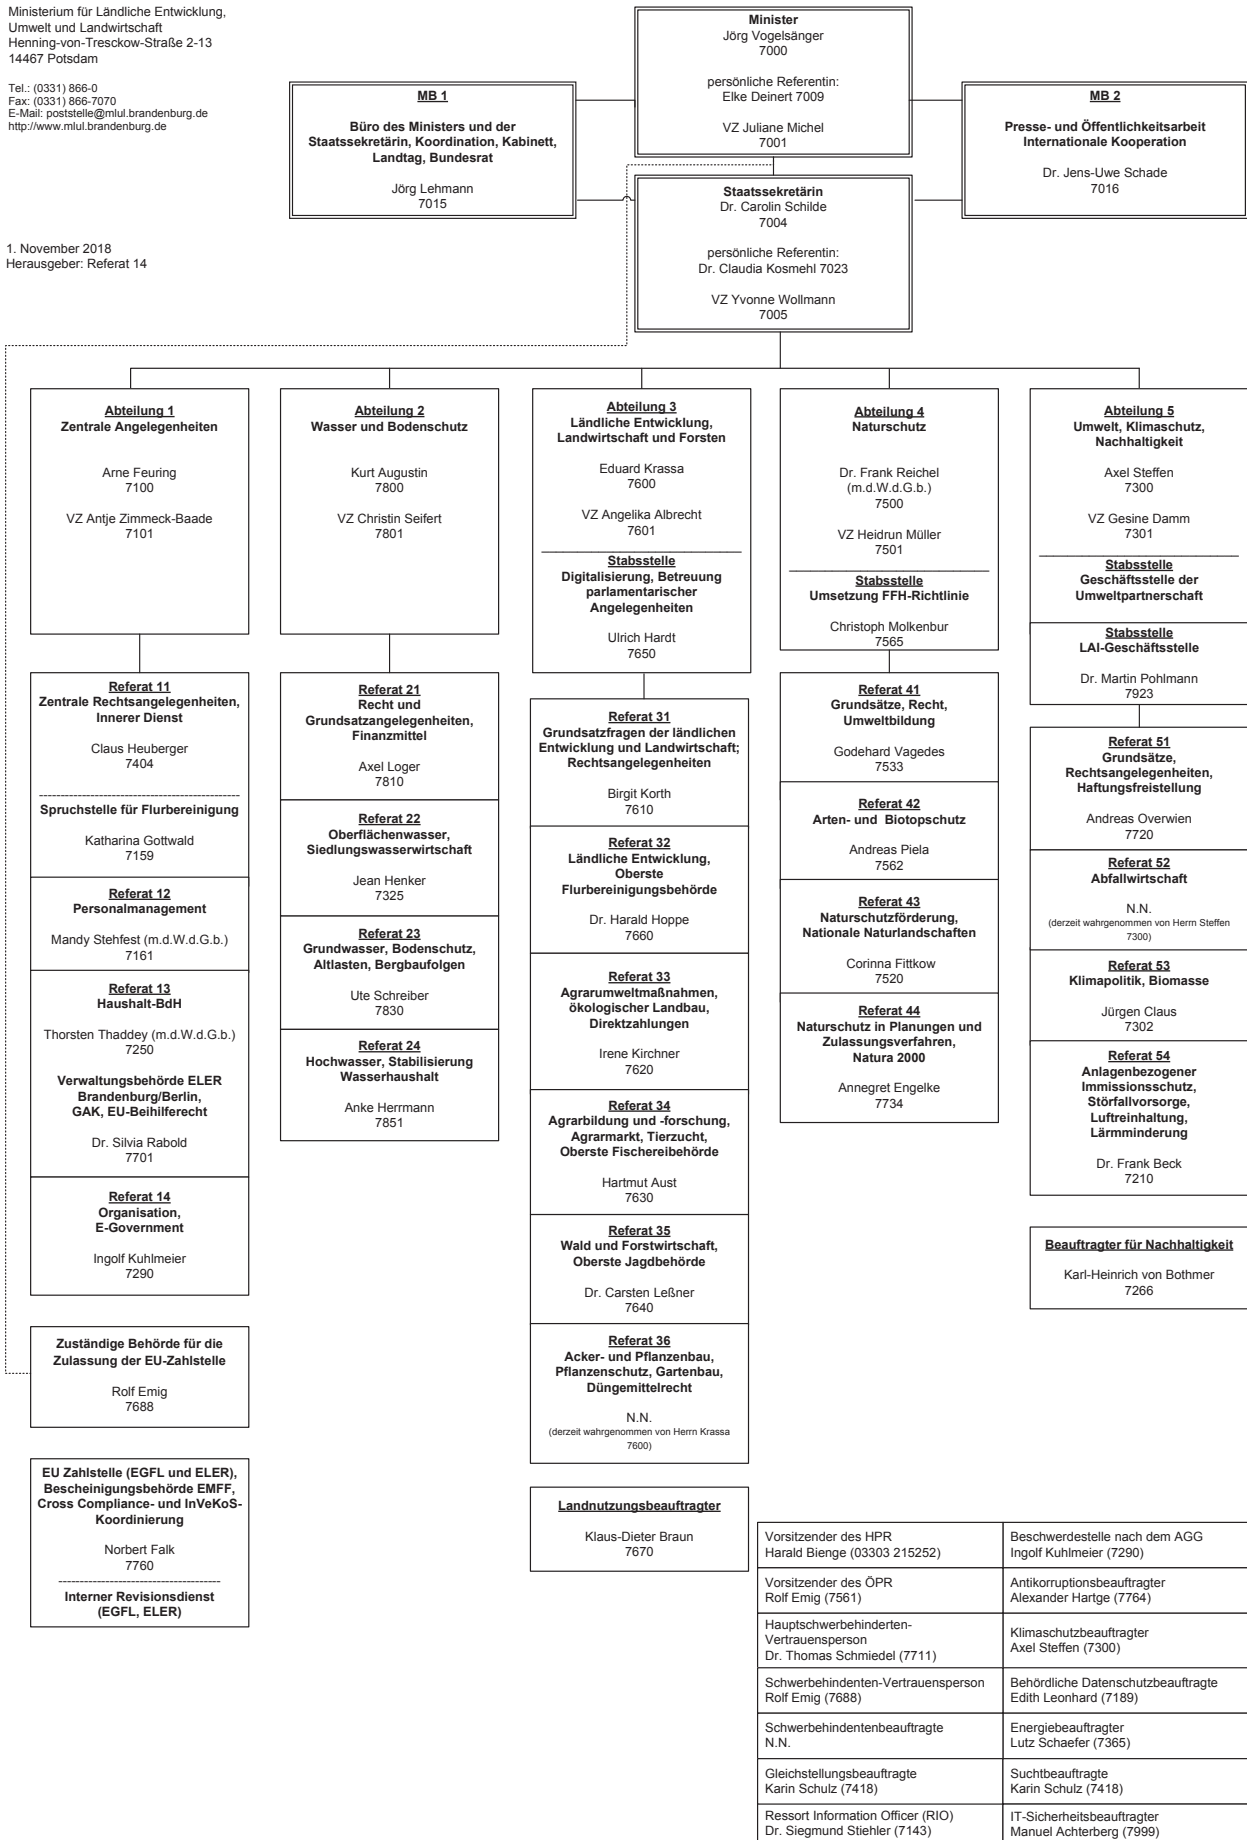 Ministerium für Ländliche Entwicklung,
Umwelt und Landwirtschaft
Henning-von-Tresckow-Straße 2-13
14467 Potsdam
Tel.: (0331) 866-0
Fax: (0331) 866-7070
E-Mail: poststelle@mlul.brandenburg.de
http://www.mlul.brandenburg.de
1. November 2018
Herausgeber: Referat 14
Minister
Jörg Vogelsänger
7000
persönliche Referentin:
Elke Deinert 7009
VZ Juliane Michel
7001
MB 1
Büro des Ministers und der
Staatssekretärin, Koordination, Kabinett,
Landtag, Bundesrat
Jörg Lehmann
7015
MB 2
Presse- und Öffentlichkeitsarbeit
Internationale Kooperation
Dr. Jens-Uwe Schade
7016
Staatssekretärin
Dr. Carolin Schilde
7004
persönliche Referentin:
Dr. Claudia Kosmehl 7023
VZ Yvonne Wollmann
7005
Abteilung 1
Zentrale Angelegenheiten
Arne Feuring
7100
VZ Antje Zimmeck-Baade
7101
Referat 11
Zentrale Rechtsangelegenheiten,
Innerer Dienst
Claus Heuberger
7404
Spruchstelle für Flurbereinigung
Katharina Gottwald
7159
Referat 12
Personalmanagement
Mandy Stehfest (m.d.W.d.G.b.)
7161
Referat 13
Haushalt-BdH
Thorsten Thaddey (m.d.W.d.G.b.)
7250
Verwaltungsbehörde ELER
Brandenburg/Berlin,
GAK, EU-Beihilferecht
Dr. Silvia Rabold
7701
Referat 14
Organisation,
E-Government
Ingolf Kuhlmeier
7290
Zuständige Behörde für die
Zulassung der EU-Zahlstelle
Rolf Emig
7688
EU Zahlstelle (EGFL und ELER),
Bescheinigungsbehörde EMFF,
Cross Compliance- und InVeKoS-
Koordinierung
Norbert Falk
7760
Interner Revisionsdienst
(EGFL, ELER)
Abteilung 2
Wasser und Bodenschutz
Kurt Augustin
7800
VZ Christin Seifert
7801
Referat 21
Recht und
Grundsatzangelegenheiten,
Finanzmittel
Axel Loger
7810
Referat 22
Oberflächenwasser,
Siedlungswasserwirtschaft
Jean Henker
7325
Referat 23
Grundwasser, Bodenschutz,
Altlasten, Bergbaufolgen
Ute Schreiber
7830
Referat 24
Hochwasser, Stabilisierung
Wasserhaushalt
Anke Herrmann
7851
Abteilung 3
Ländliche Entwicklung,
Landwirtschaft und Forsten
Eduard Krassa
7600
VZ Angelika Albrecht
7601
Stabsstelle
Digitalisierung, Betreuung
parlamentarischer
Angelegenheiten
Ulrich Hardt
7650
Referat 31
Grundsatzfragen der ländlichen
Entwicklung und Landwirtschaft;
Rechtsangelegenheiten
Birgit Korth
7610
Referat 32
Ländliche Entwicklung,
Oberste
Flurbereinigungsbehörde
Dr. Harald Hoppe
7660
Referat 33
Agrarumweltmaßnahmen,
ökologischer Landbau,
Direktzahlungen
Irene Kirchner
7620
Referat 34
Agrarbildung und -forschung,
Agrarmarkt, Tierzucht,
Oberste Fischereibehörde
Hartmut Aust
7630
Referat 35
Wald und Forstwirtschaft,
Oberste Jagdbehörde
Dr. Carsten Leßner
7640
Referat 36
Acker- und Pflanzenbau,
Pflanzenschutz, Gartenbau,
Düngemittelrecht
N.N.
(derzeit wahrgenommen von Herrn Krassa
7600)
Landnutzungsbeauftragter
Klaus-Dieter Braun
7670
Abteilung 4
Naturschutz
Dr. Frank Reichel
(m.d.W.d.G.b.)
7500
VZ Heidrun Müller
7501
Stabsstelle
Umsetzung FFH-Richtlinie
Christoph Molkenbur
7565
Referat 41
Grundsätze, Recht,
Umweltbildung
Godehard Vagedes
7533
Referat 42
Arten- und Biotopschutz
Andreas Piela
7562
Referat 43
Naturschutzförderung,
Nationale Naturlandschaften
Corinna Fittkow
7520
Referat 44
Naturschutz in Planungen und
Zulassungsverfahren,
Natura 2000
Annegret Engelke
7734
Abteilung 5
Umwelt, Klimaschutz,
Nachhaltigkeit
Axel Steffen
7300
VZ Gesine Damm
7301
Stabsstelle
Geschäftsstelle der
Umweltpartnerschaft
Stabsstelle
LAI-Geschäftsstelle
Dr. Martin Pohlmann
7923
Referat 51
Grundsätze,
Rechtsangelegenheiten,
Haftungsfreistellung
Andreas Overwien
7720
Referat 52
Abfallwirtschaft
N.N.
(derzeit wahrgenommen von Herrn Steffen
7300)
Referat 53
Klimapolitik, Biomasse
Jürgen Claus
7302
Referat 54
Anlagenbezogener
Immissionsschutz,
Störfallvorsorge,
Luftreinhaltung,
Lärmminderung
Dr. Frank Beck
7210
Beauftragter für Nachhaltigkeit
Karl-Heinrich von Bothmer
7266
Vorsitzender des HPR
Harald Bienge (03303 215252)
Beschwerdestelle nach dem AGG
Ingolf Kuhlmeier (7290)
Vorsitzender des ÖPR
Rolf Emig (7561)
Antikorruptionsbeauftragter
Alexander Hartge (7764)
Hauptschwerbehinderten-
Vertrauensperson
Dr. Thomas Schmiedel (7711)
Klimaschutzbeauftragter
Axel Steffen (7300)
Schwerbehindenten-Vertrauensperson
Rolf Emig (7688)
Behördliche Datenschutzbeauftragte
Edith Leonhard (7189)
Schwerbehindentenbeauftragte
N.N.
Energiebeauftragter
Lutz Schaefer (7365)
Gleichstellungsbeauftragte
Karin Schulz (7418)
Suchtbeauftragte
Karin Schulz (7418)
Ressort Information Officer (RIO)
Dr. Siegmund Stiehler (7143)
IT-Sicherheitsbeauftragter
Manuel Achterberg (7999)